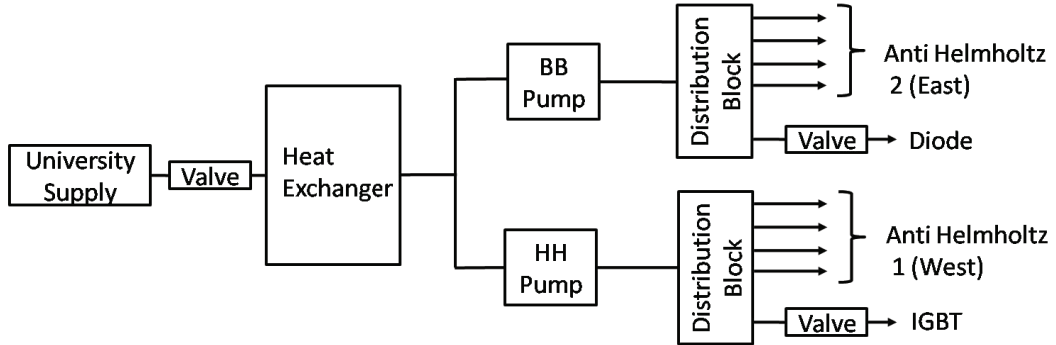 University
Supply
Valve
Heat
Exchanger
BB
Pump
Distribution
Block
Anti Helmholtz
2 (East)
Valve
Diode
HH
Pump
Distribution
Block
Anti Helmholtz
1 (West)
Valve
IGBT